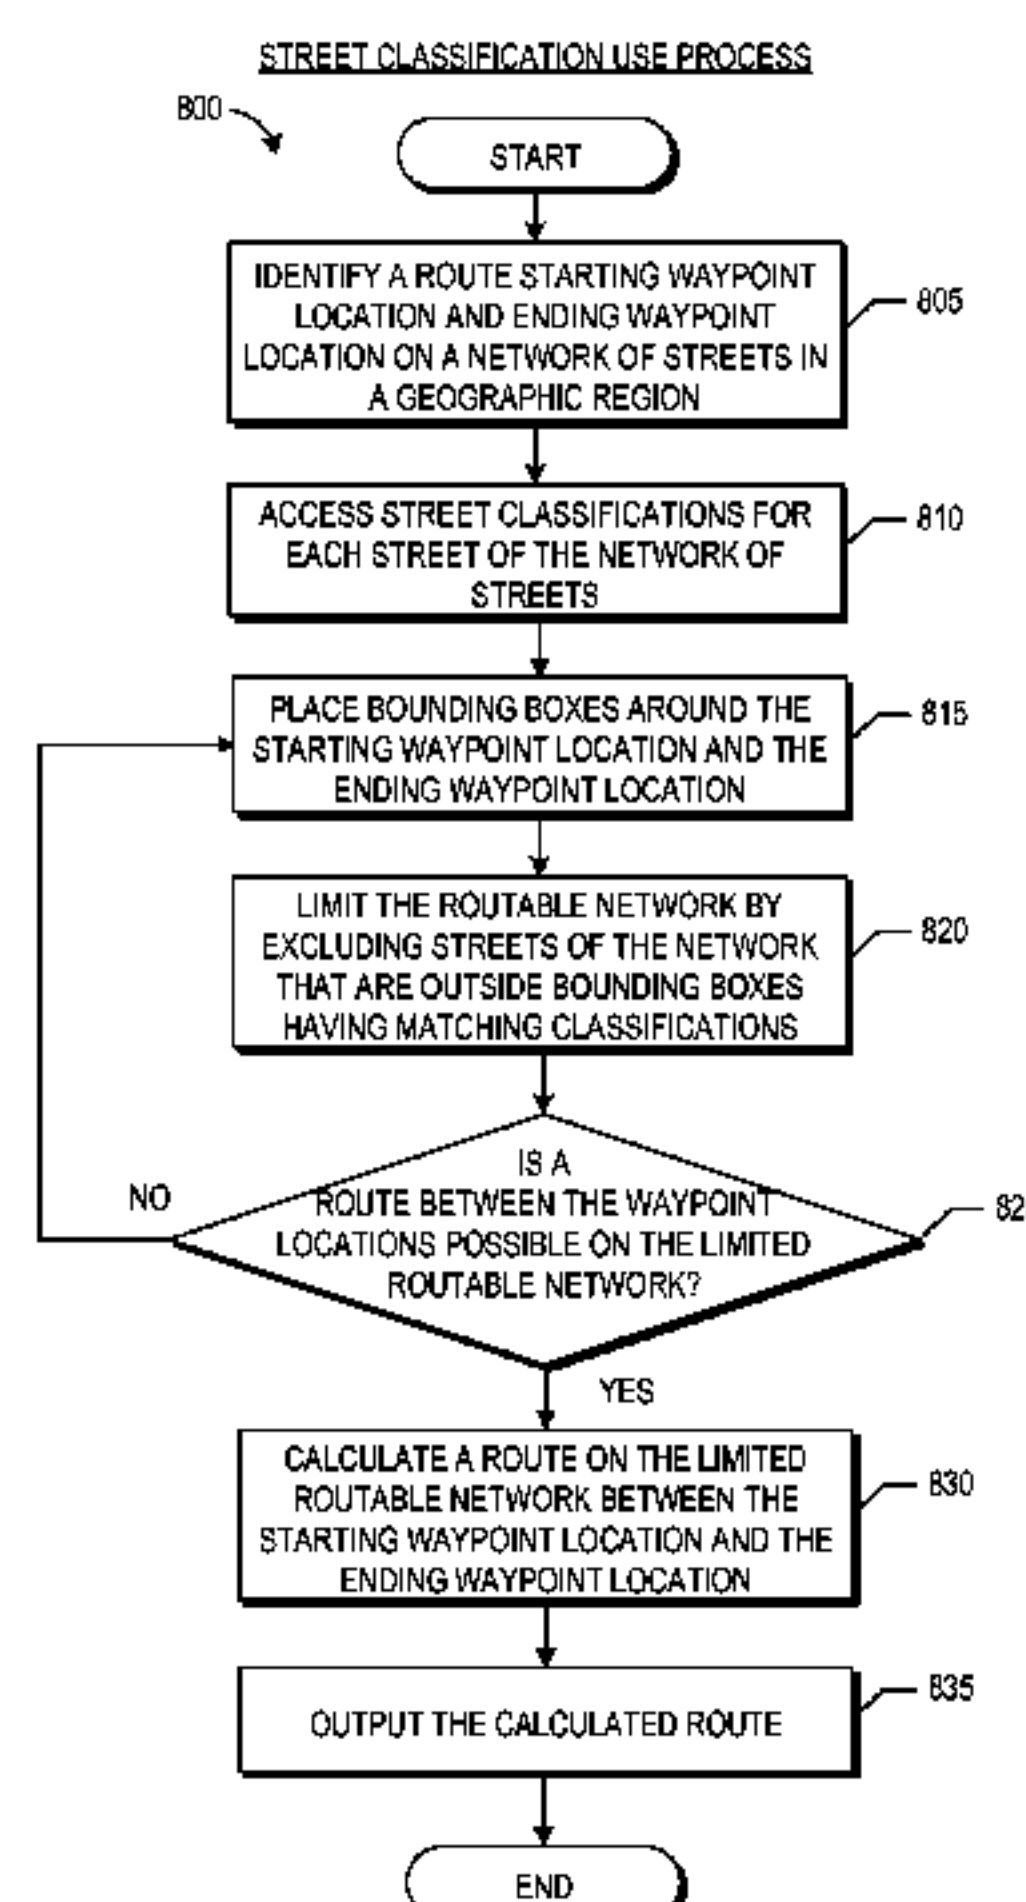 STREET CLASSIFICATION USE PROCESS
800
START
IDENTIFY A ROUTE STARTING WAYPOINT
LOCATION AND ENDING WAYPOINT
LOCATION ON A NETWORK OF STREETS IN
A GEOGRAPHIC REGION
805
ACCESS STREET CLASSIFICATIONS FOR
EACH STREET OF THE NETWORK OF
STREETS
810
PLACE BOUNDING BOXES AROUND THE
STARTING WAYPOINT LOCATION AND THE
ENDING WAYPOINT LOCATION
815
LIMIT THE ROUTABLE NETWORK BY
EXCLUDING STREETS OF THE NETWORK
THAT ARE OUTSIDE BOUNDING BOXES
HAVING MATCHING CLASSIFICATIONS
820
IS A
ROUTE BETWEEN THE WAYPOINT
LOCATIONS POSSIBLE ON THE LIMITED
ROUTABLE NETWORK?
82
NO
YES
CALCULATE A ROUTE ON THE LIMITED
ROUTABLE NETWORK BETWEEN THE
STARTING WAYPOINT LOCATION AND THE
ENDING WAYPOINT LOCATION
830
OUTPUT THE CALCULATED ROUTE
835
END